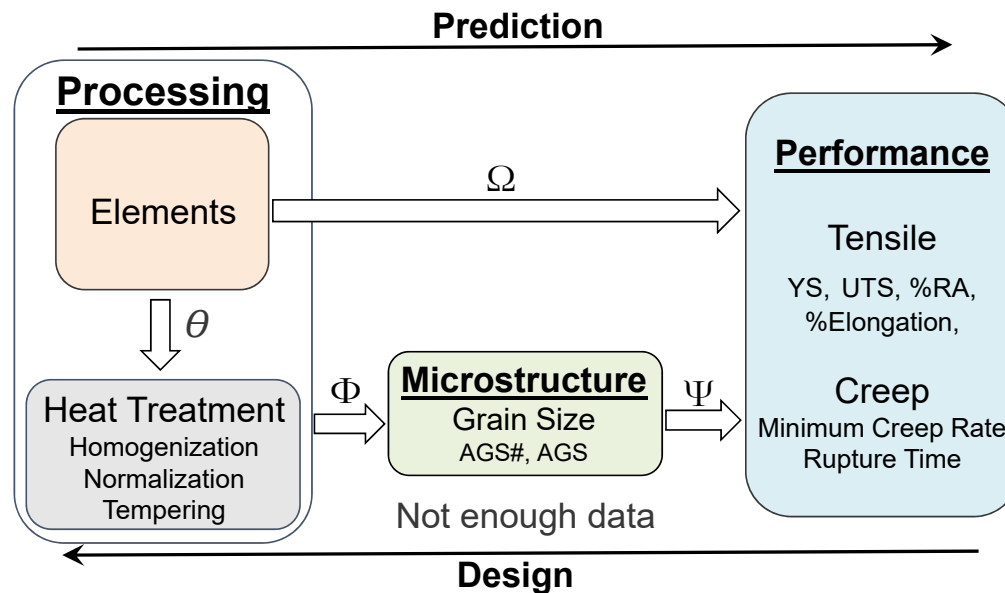 Prediction
Processing
Elements
θ
Heat Treatment
Homogenization
Normalization
Tempering
Ω
Φ
Microstructure
Grain Size
AGS#, AGS
Ψ
Not enough data
Performance
Tensile
YS, UTS, %RA,
%Elongation,
Creep
Minimum Creep Rate
Rupture Time
Design